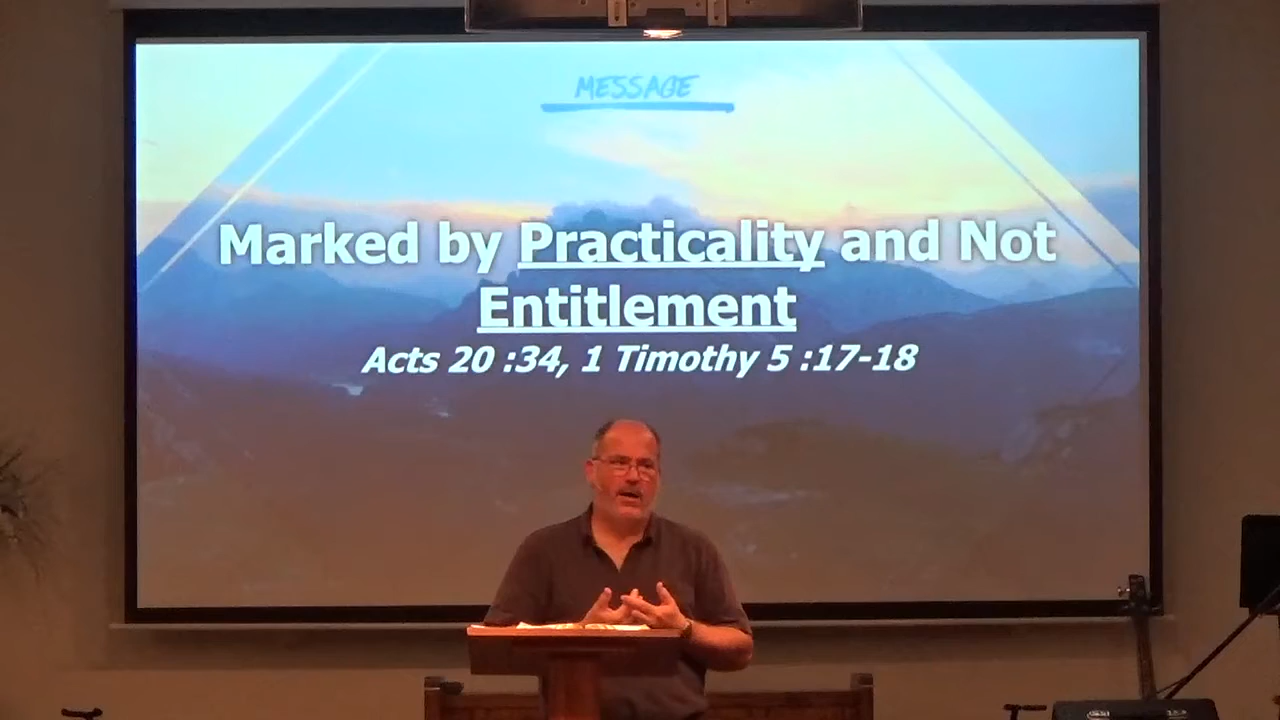 MESSAGE
Marked by Practicality and Not
Entitlement
Acts 20 :34, 1 Timothy 5 :17-18